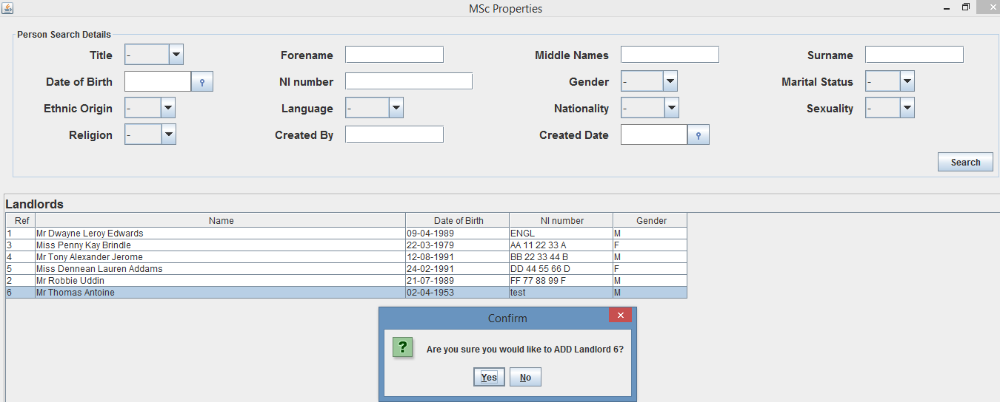 MSc Properties
Person Search Details
Title - Forename Middle Names Surname
Date of Birth NI number Gender - Marital Status -
Ethnic Origin - Language - Nationality - Sexuality -
Religion - Created By Created Date
Search
Landlords
Ref Name Date of Birth NI number Gender
1 Mr Dwayne Leroy Edwards 09-04-1989 ENGL M
3 Miss Penny Kay Brindle 22-03-1979 AA 11 22 33 A F
4 Mr Tony Alexander Jerome 12-08-1991 BB 22 33 44 B M
5 Miss Dennean Lauren Addams 24-02-1991 DD 44 55 66 D F
2 Mr Robbie Uddin 21-07-1989 FF 77 88 99 F M
6 Mr Thomas Antoine 02-04-1953 test M
Confirm
? Are you sure you would like to ADD Landlord 6?
Yes No